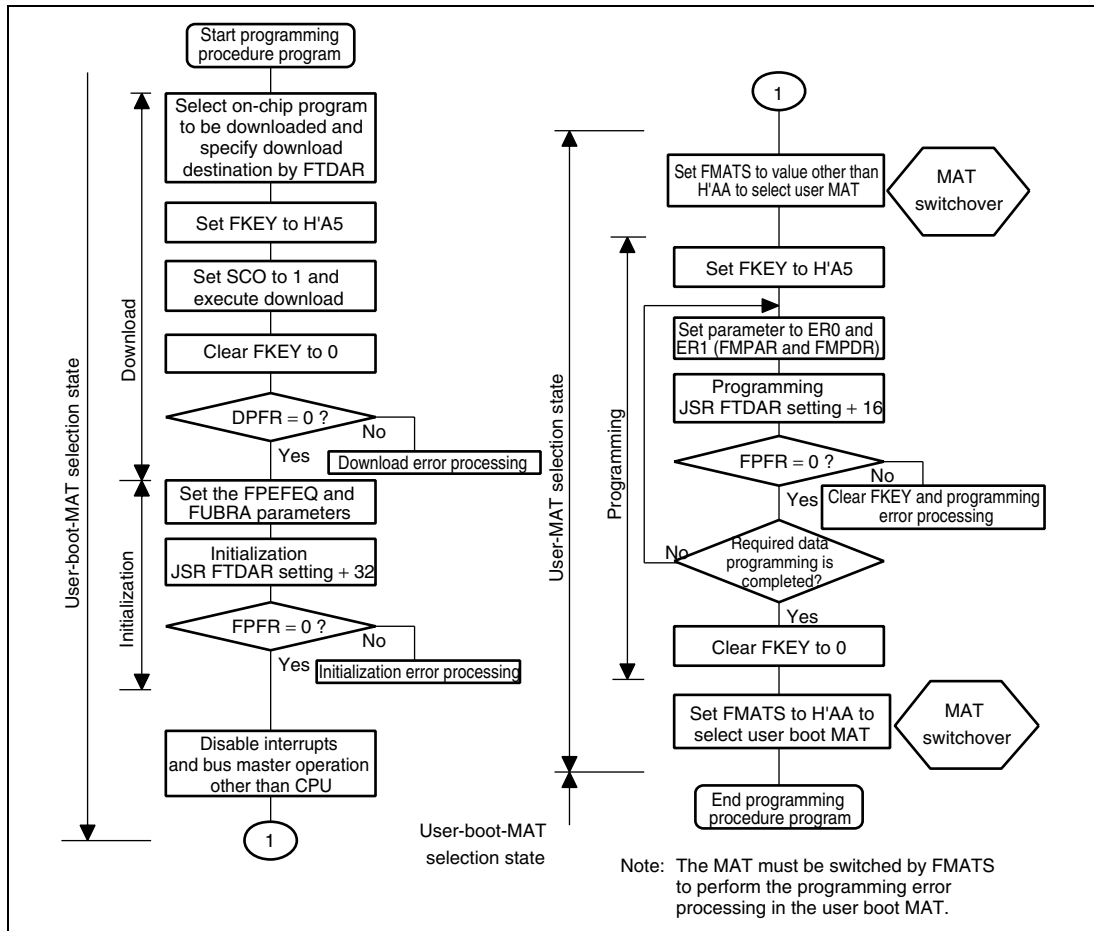 Start programming
procedure program
Select on-chip program
to be downloaded and
specify download
destination by FTDAR
Set FKEY to H'A5
Set SCO to 1 and
execute download
Clear FKEY to 0
DPFR = 0 ?
No
Yes
Download error processing
Set the FPEFEQ and
FUBRA parameters
Initialization
JSR FTDAR setting + 32
FPFR = 0 ?
No
Yes
Initialization error processing
Disable interrupts
and bus master operation
other than CPU
1
Download
Initialization
User-boot-MAT selection state
1
Set FMATS to value other than
H'AA to select user MAT
MAT
switchover
Set FKEY to H'A5
Set parameter to ER0 and
ER1 (FMPAR and FMPDR)
Programming
JSR FTDAR setting + 16
FPFR = 0 ?
No
Yes
Clear FKEY and programming
error processing
No
Required data
programming is
completed?
Yes
Clear FKEY to 0
Set FMATS to H'AA to
select user boot MAT
MAT
switchover
End programming
procedure program
Programming
User-MAT selection state
User-boot-MAT
selection state
Note: The MAT must be switched by FMATS
to perform the programming error
processing in the user boot MAT.